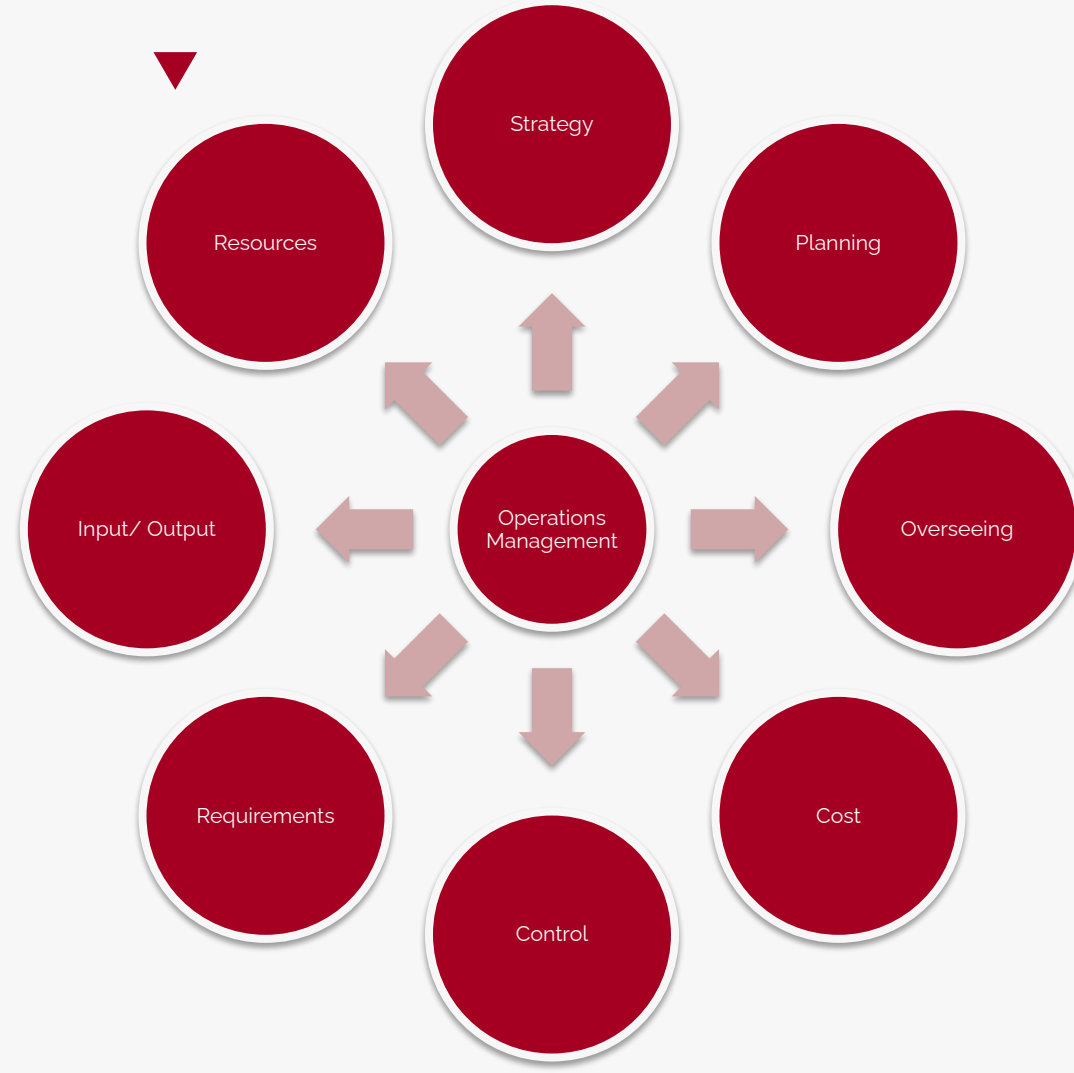 Strategy
Resources
Planning
Input/ Output
Operations
Management
Overseeing
Requirements
Cost
Control